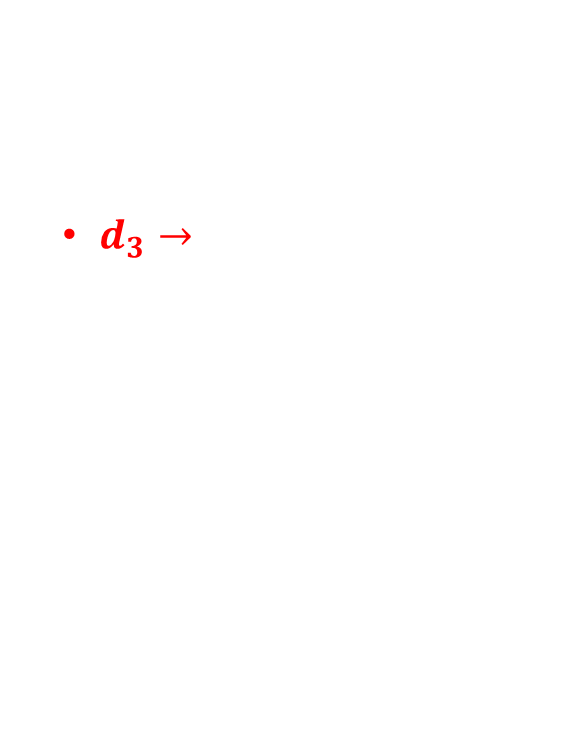 • d₃ →